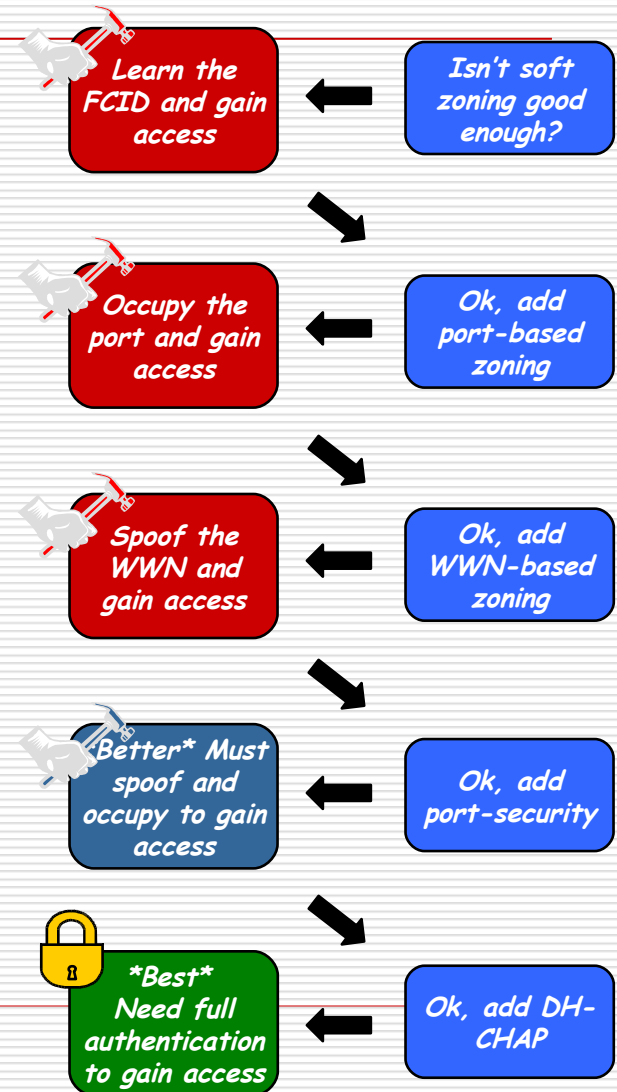 Isn't soft
zoning good
enough?
Learn the
FCID and gain
access
Ok, add
port-based
zoning
Occupy the
port and gain
access
Ok, add
WWN-based
zoning
Spoof the
WWN and
gain access
Ok, add
port-security
*Better* Must
spoof and
occupy to gain
access
Ok, add DH-
CHAP
*Best*
Need full
authentication
to gain access